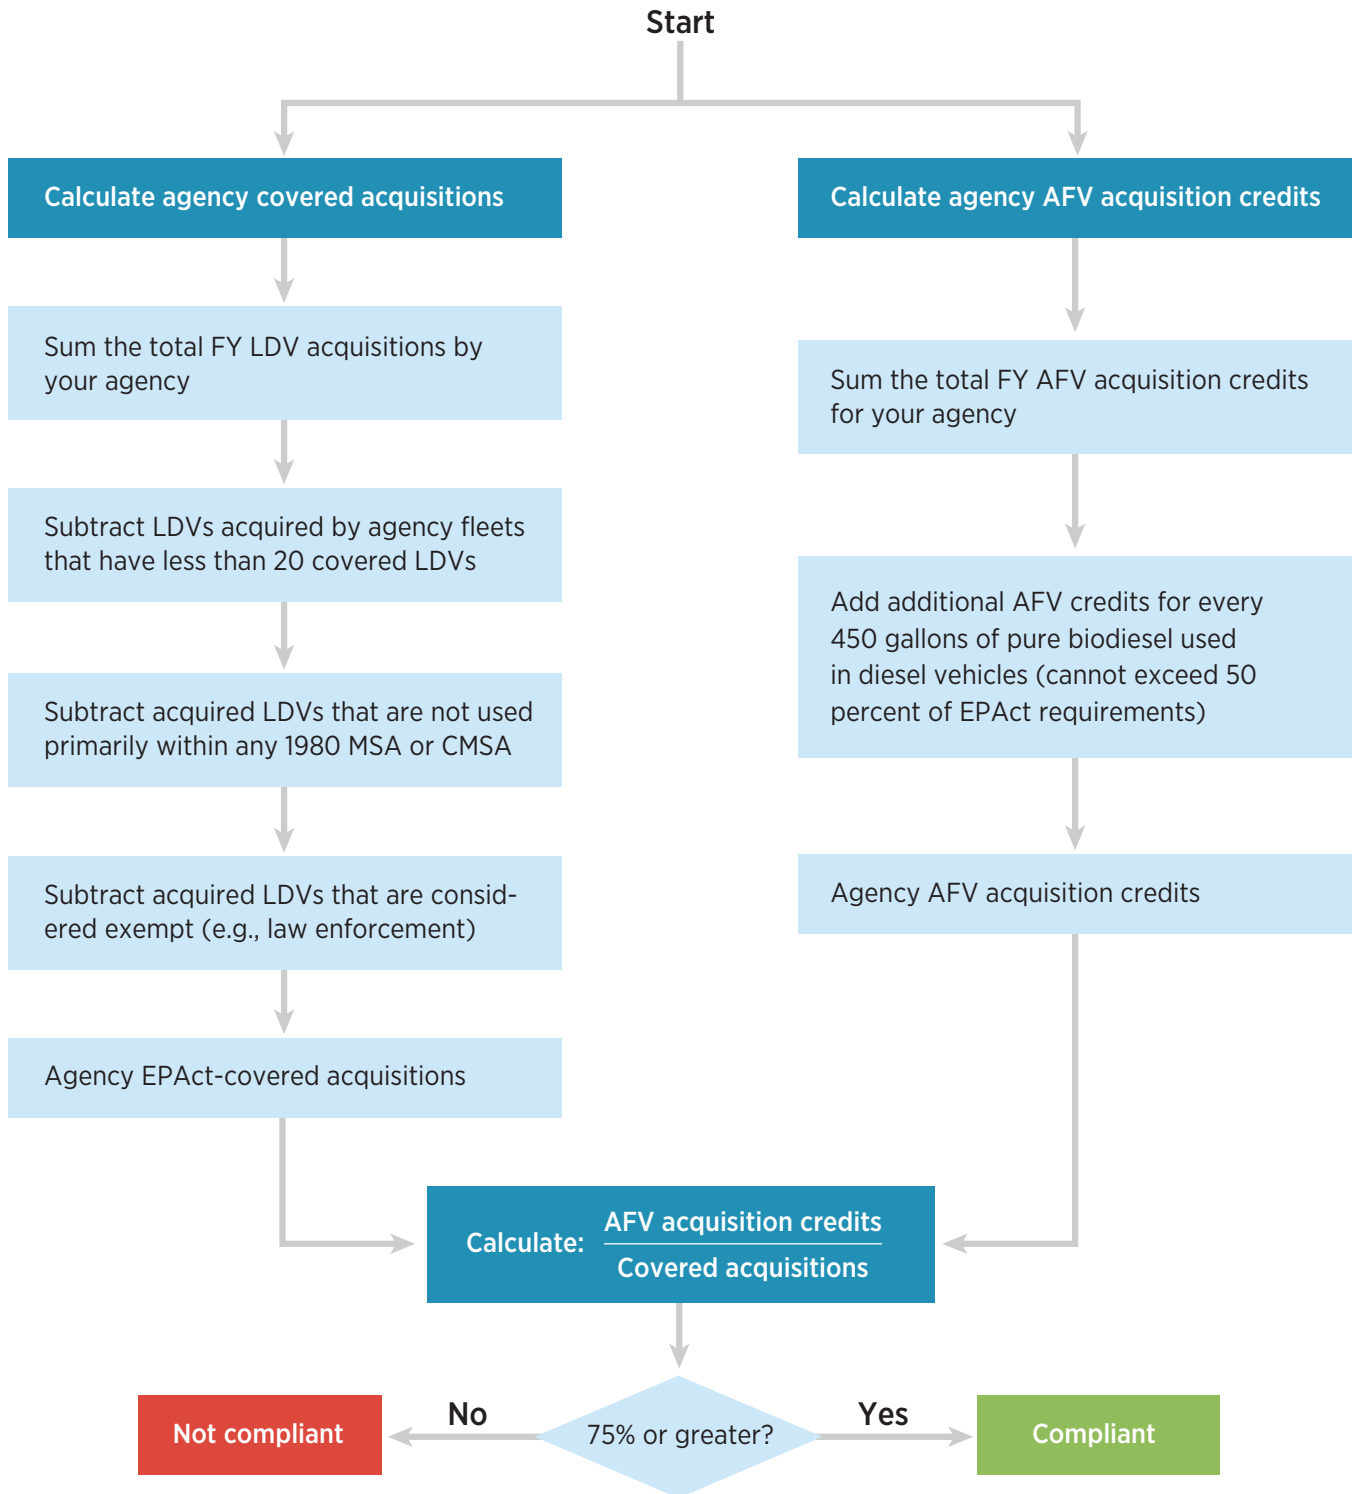 Start
Calculate agency covered acquisitions
Sum the total FY LDV acquisitions by
your agency
Subtract LDVs acquired by agency fleets
that have less than 20 covered LDVs
Subtract acquired LDVs that are not used
primarily within any 1980 MSA or CMSA
Subtract acquired LDVs that are consid-
ered exempt (e.g., law enforcement)
Agency EPAct-covered acquisitions
Calculate agency AFV acquisition credits
Sum the total FY AFV acquisition credits
for your agency
Add additional AFV credits for every
450 gallons of pure biodiesel used
in diesel vehicles (cannot exceed 50
percent of EPAct requirements)
Agency AFV acquisition credits
Calculate:
AFV acquisition credits
Covered acquisitions
75% or greater?
No
Not compliant
Yes
Compliant